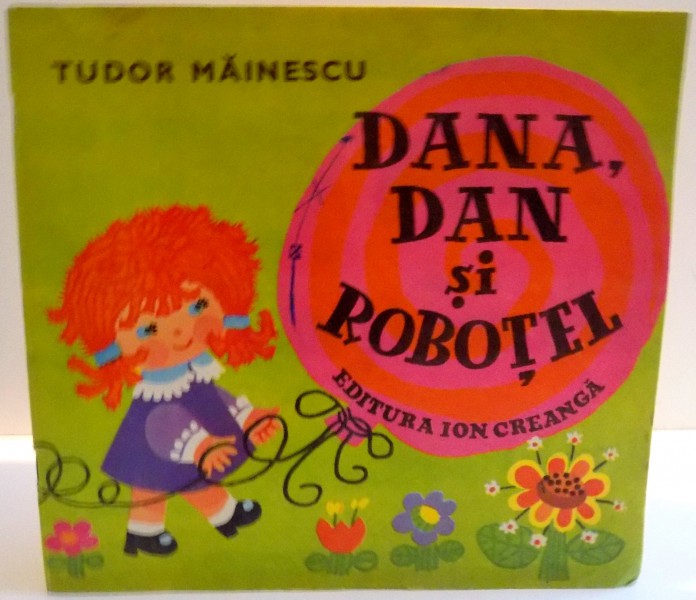 TUDOR MĂINESCU
DANA,
DAN
și
ROBOȚEL
EDITURA ION CREANGĂ